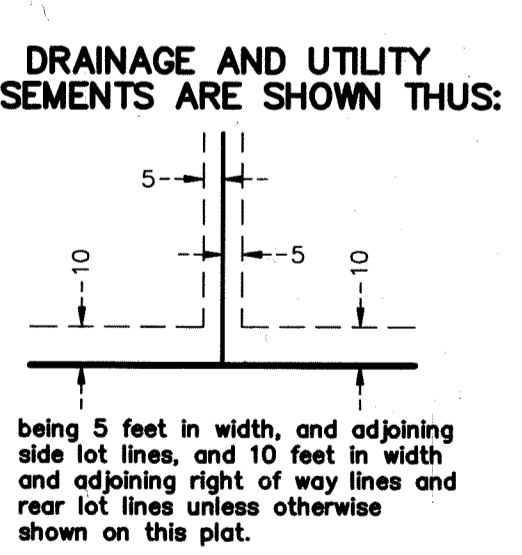 DRAINAGE AND UTILITY
SEMENTS ARE SHOWN THUS:
5
5
10
10
being 5 feet in width, and adjoining
side lot lines, and 10 feet in width
and adjoining right of way lines and
rear lot lines unless otherwise
shown on this plat.